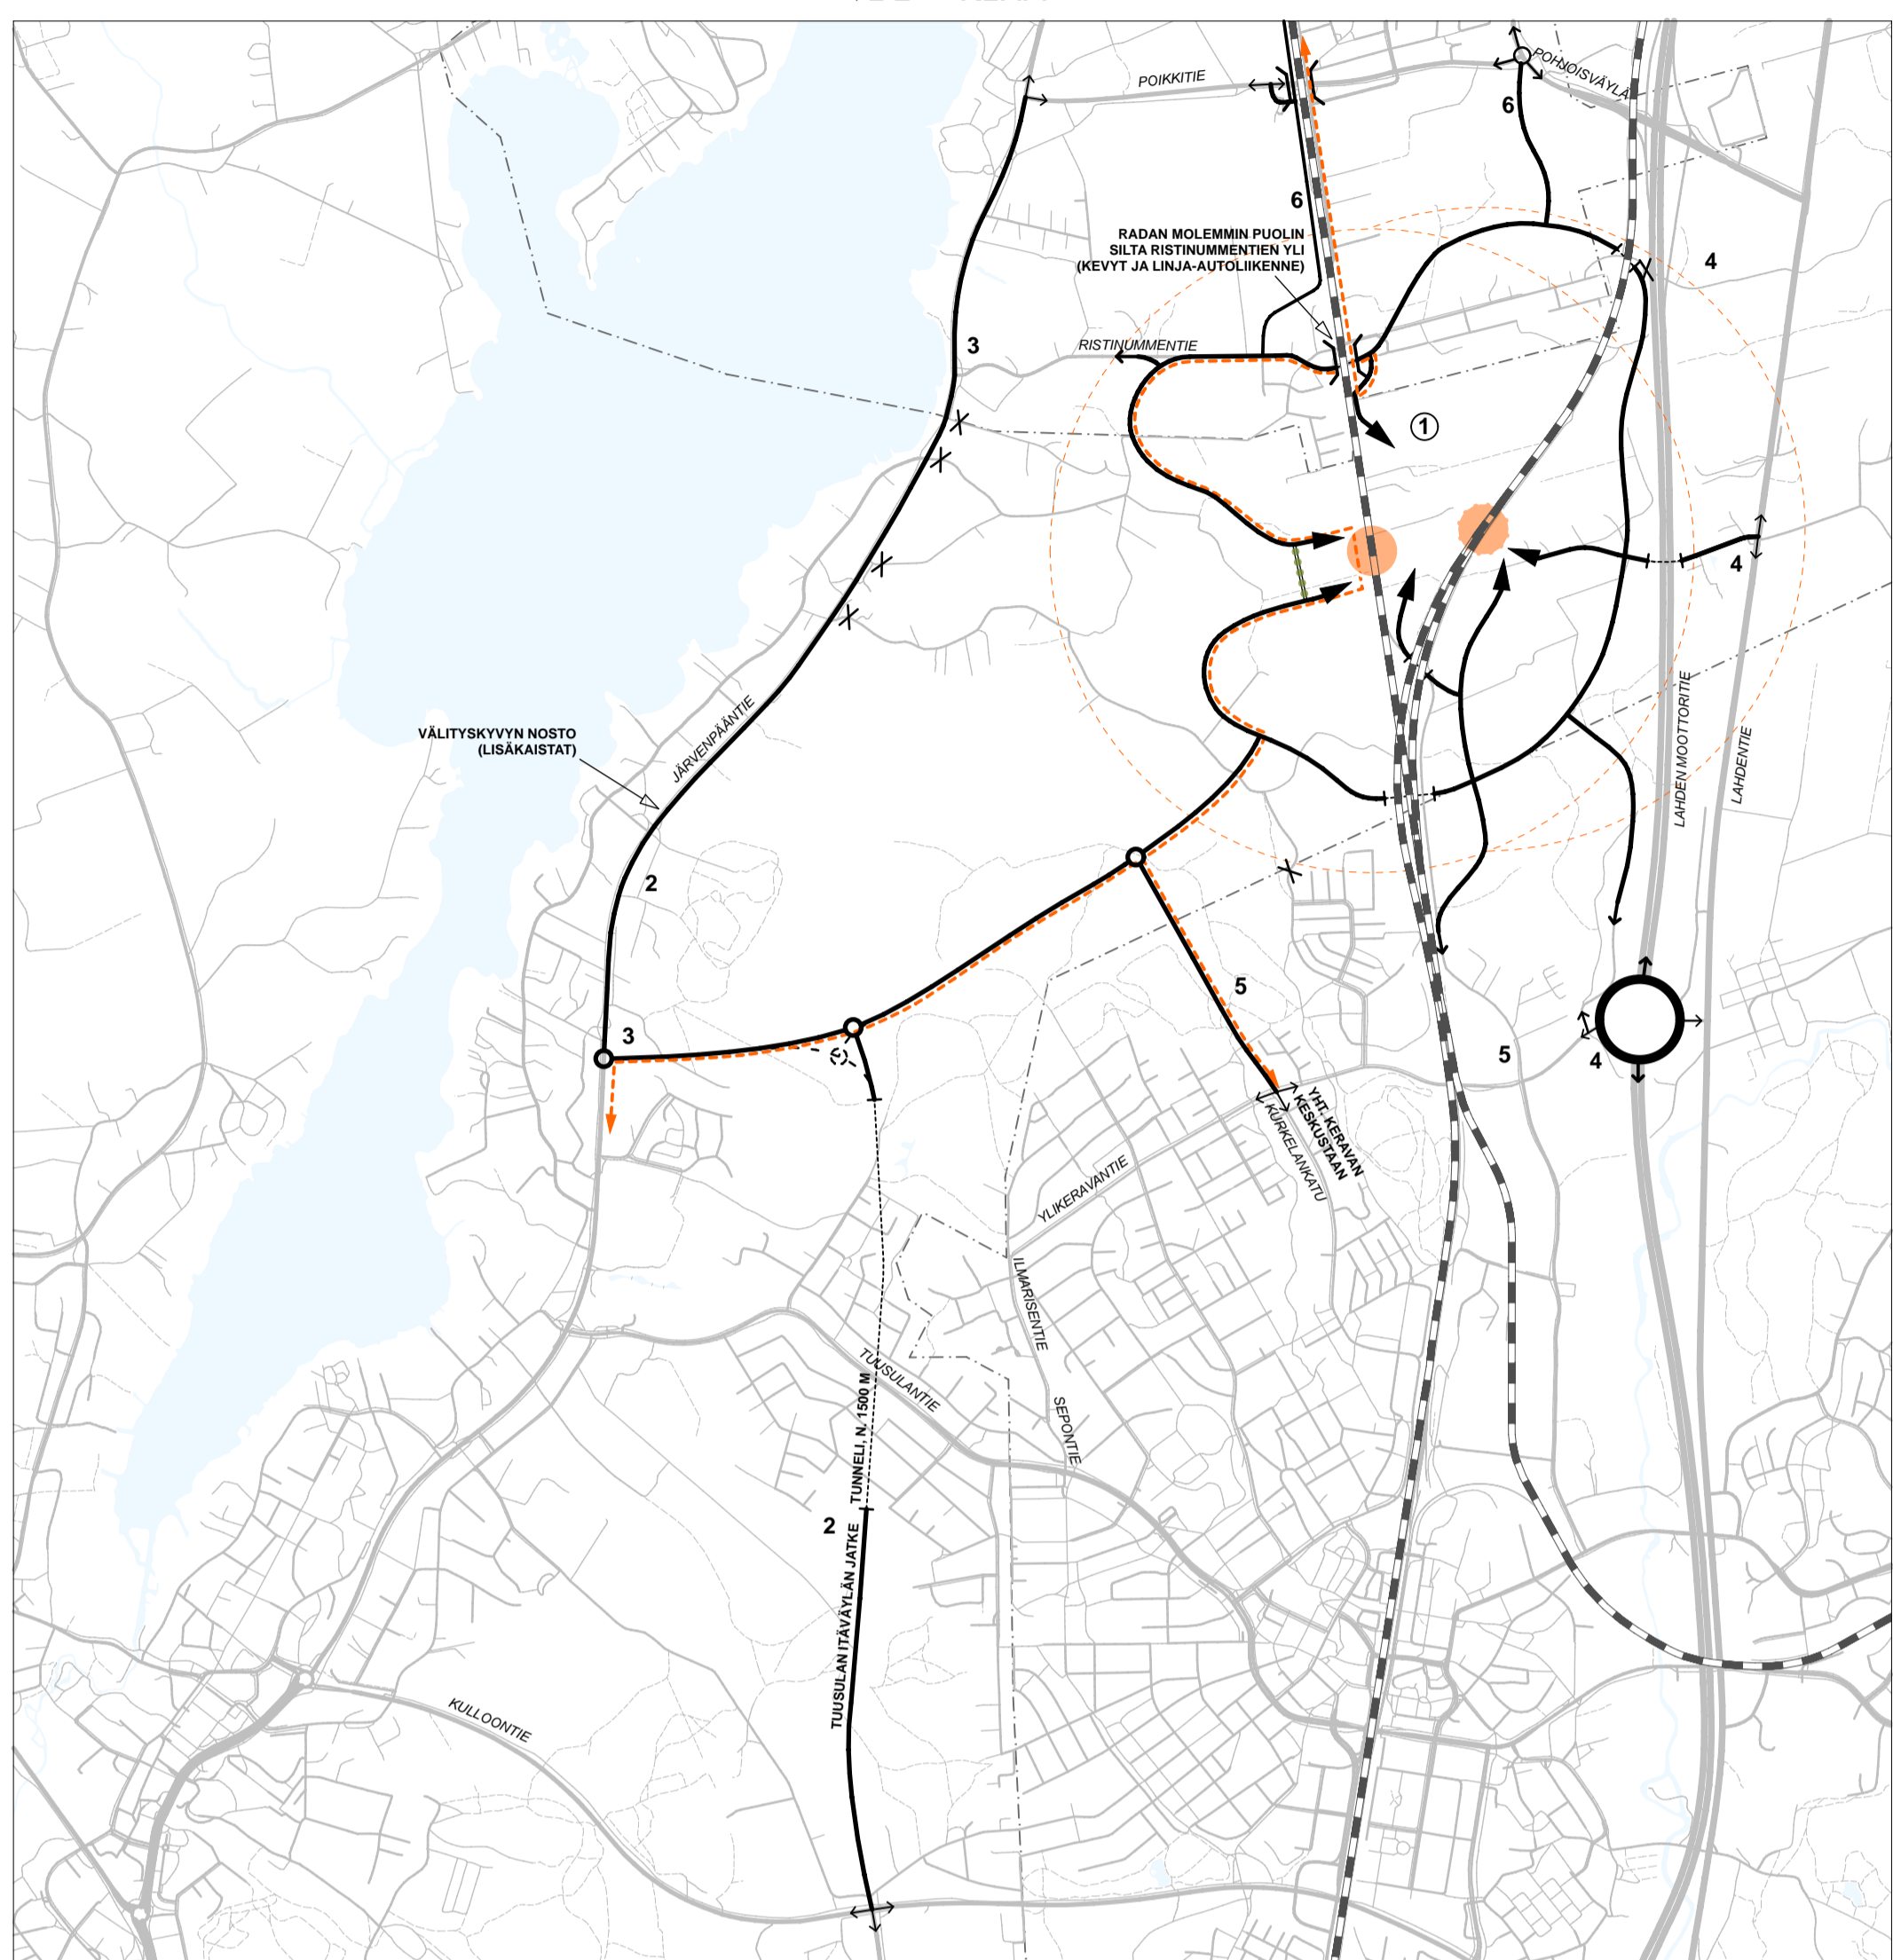 POIKKITIE
POHJOISVÄYLÄ
6
6
RADAN MOLEMMIN PUOLIN
SILTA RISTINUMMENTIEN YLI
(KEVYT JA LINJA-AUTOLIIKENNE)
4
3
RISTINUMMENTIE
1
4
VÄLITYSKYVYN NOSTO
(LISÄKAISTAT)
JÄRVENPÄÄNTIE
LAHDEN MOOTTORITIE
LAHDENTIE
2
5
3
5
4
YHT. KERAVAN
KESKUSTAAN
KURKELANKATU
YLIKERAVANTIE
ILMARISENTIE
TUUSULANTIE
SEPONTIE
TUNNELI, N. 1500 M
2
TUUSULAN ITÄVÄYLÄN JATKE
KULLOONTIE